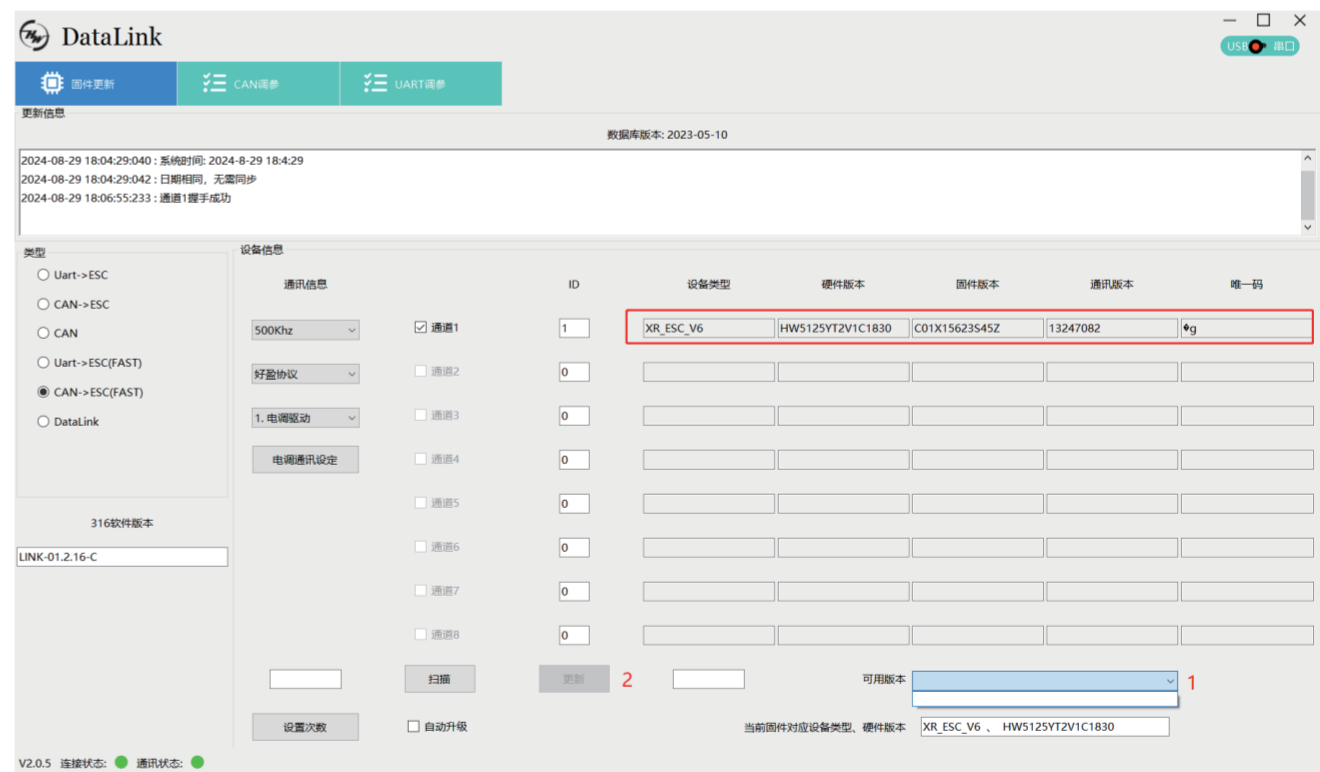 DataLink
USB 串口
固件更新 CAN调参 UART调参
更新信息
数据库版本: 2023-05-10
2024-08-29 18:04:29:040 : 系统时间: 2024-8-29 18:4:29
2024-08-29 18:04:29:042 : 日期相同，无需同步
2024-08-29 18:06:55:233 : 通道1握手成功
类型 设备信息
Uart->ESC
通讯信息 ID 设备类型 硬件版本 固件版本 通讯版本 唯一码
CAN->ESC
500Khz 通道1 1 XR_ESC_V6 HW5125YT2V1C1830 C01X15623S45Z 13247082 �g
CAN
Uart->ESC(FAST)
好盈协议 通道2 0
CAN->ESC(FAST)
1. 电调驱动 通道3 0
DataLink
电调通讯设定 通道4 0
通道5 0
316软件版本
通道6 0
LINK-01.2.16-C
通道7 0
通道8 0
扫描 更新 2 可用版本 1
设置次数 自动升级 当前固件对应设备类型、硬件版本 XR_ESC_V6 、 HW5125YT2V1C1830
V2.0.5 连接状态: 通讯状态: